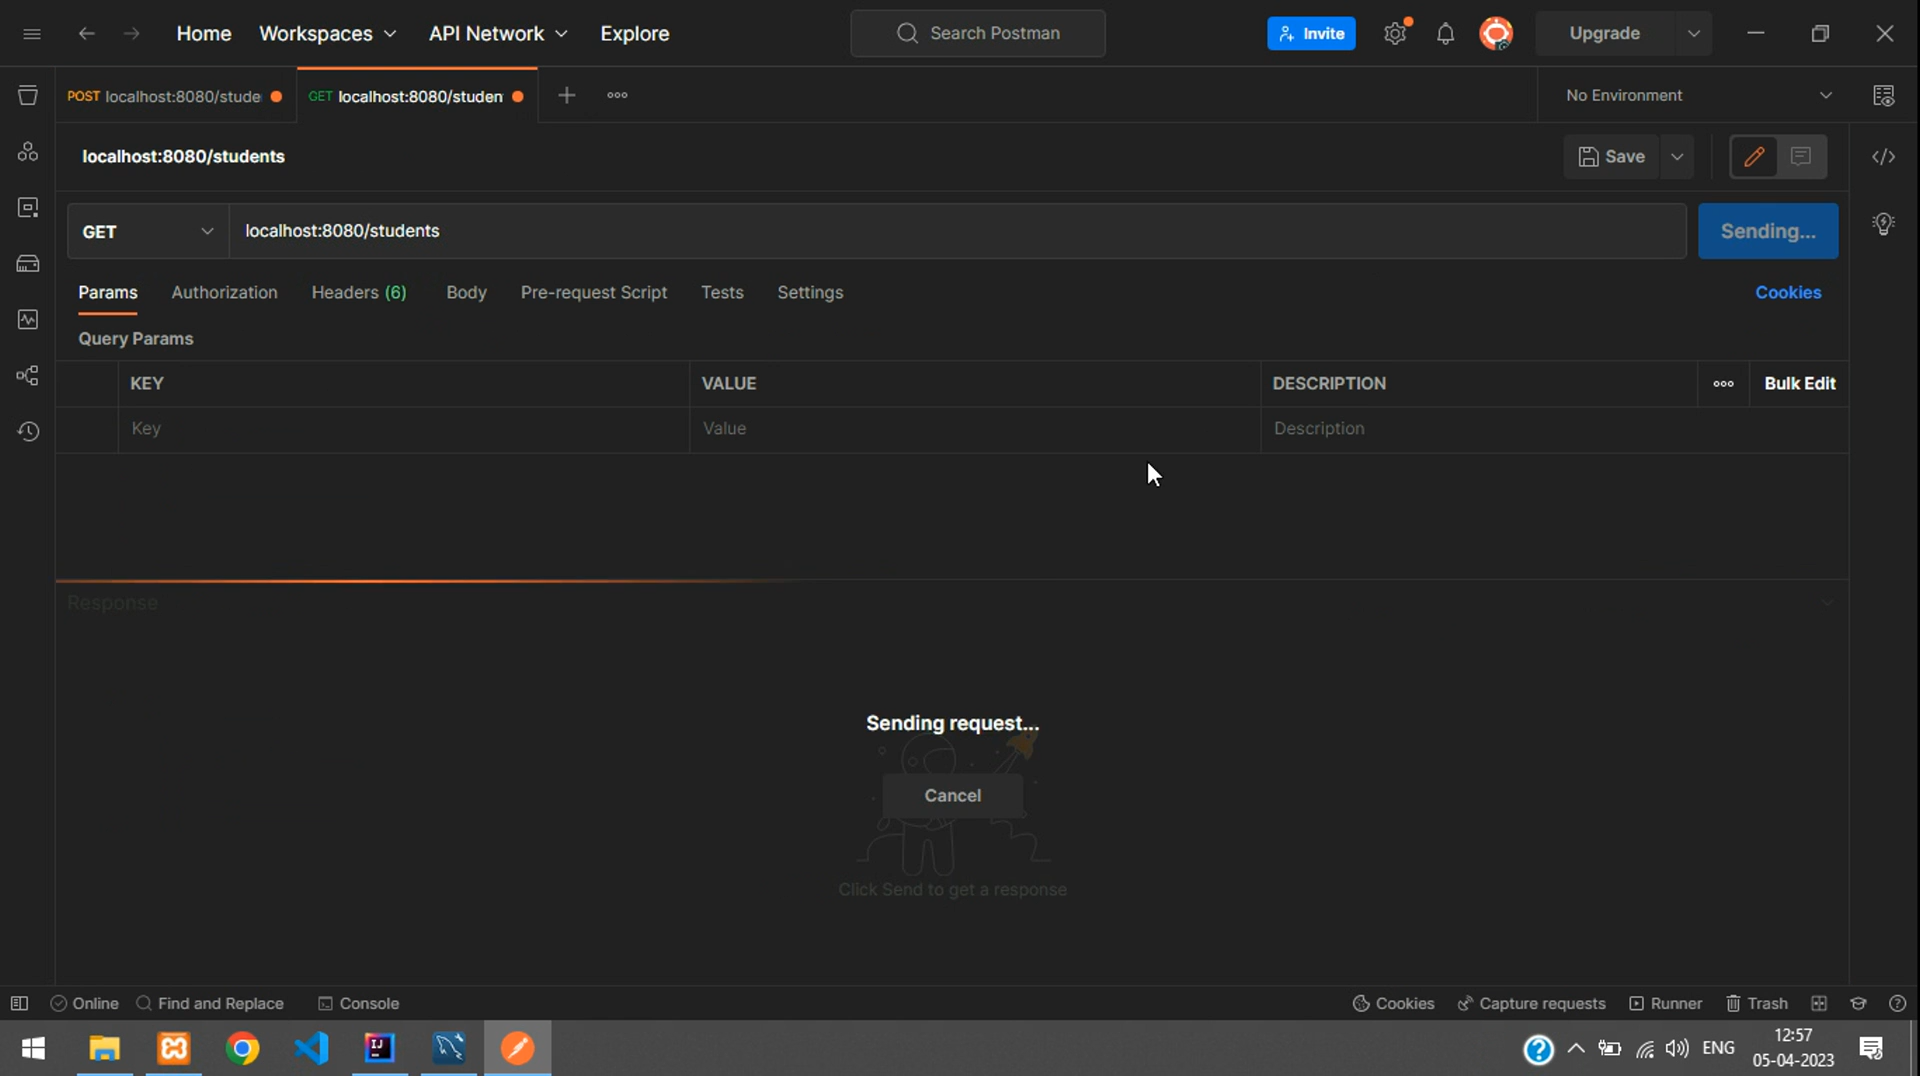 Home Workspaces API Network Explore Search Postman Invite Upgrade
POST localhost:8080/stude GET localhost:8080/studen No Environment
localhost:8080/students Save
GET localhost:8080/students Sending...
Params Authorization Headers (6) Body Pre-request Script Tests Settings Cookies
Query Params
KEY VALUE DESCRIPTION Bulk Edit
Key Value Description
Response
Sending request...
Cancel
Click Send to get a response
Online Find and Replace Console Cookies Capture requests Runner Trash
IJ ENG 12:57
05-04-2023